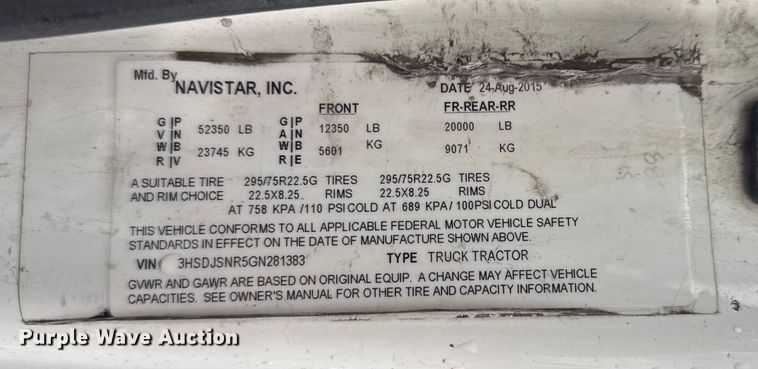 Mfd. By NAVISTAR, INC. DATE 24-Aug-2015
FRONT FR-REAR-RR
G|P V|N W|B R|V 52350 LB G|P A|N W|B R|E 12350 LB 20000 LB
23745 KG 5601 KG 9071 KG
A SUITABLE TIRE 295/75R22.5G TIRES 295/75R22.5G TIRES
AND RIM CHOICE 22.5X8.25 RIMS 22.5X8.25 RIMS
AT 758 KPA /110 PSI COLD AT 689 KPA/ 100PSI COLD DUAL
THIS VEHICLE CONFORMS TO ALL APPLICABLE FEDERAL MOTOR VEHICLE SAFETY
STANDARDS IN EFFECT ON THE DATE OF MANUFACTURE SHOWN ABOVE.
VIN 3HSDJSNR5GN281383 TYPE TRUCK TRACTOR
GVWR AND GAWR ARE BASED ON ORIGINAL EQUIP. A CHANGE MAY AFFECT VEHICLE
CAPACITIES. SEE OWNER'S MANUAL FOR OTHER TIRE AND CAPACITY INFORMATION.
Purple Wave Auction